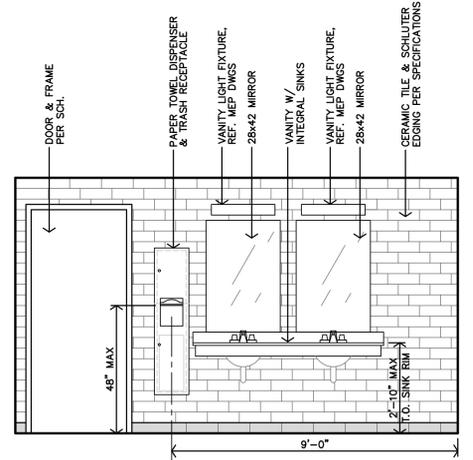 DOOR & FRAME
PER SCH.
PAPER TOWEL DISPENSER
& TRASH RECEPTACLE
VANITY LIGHT FIXTURE,
REF. MEP DWGS
28x42 MIRROR
VANITY W/
INTEGRAL SINKS
VANITY LIGHT FIXTURE,
REF. MEP DWGS
28x42 MIRROR
CERAMIC TILE & SCHLUTER
EDGING PER SPECIFICATIONS
48" MAX
2'-10" MAX
T.O. SINK RIM
9'-0"